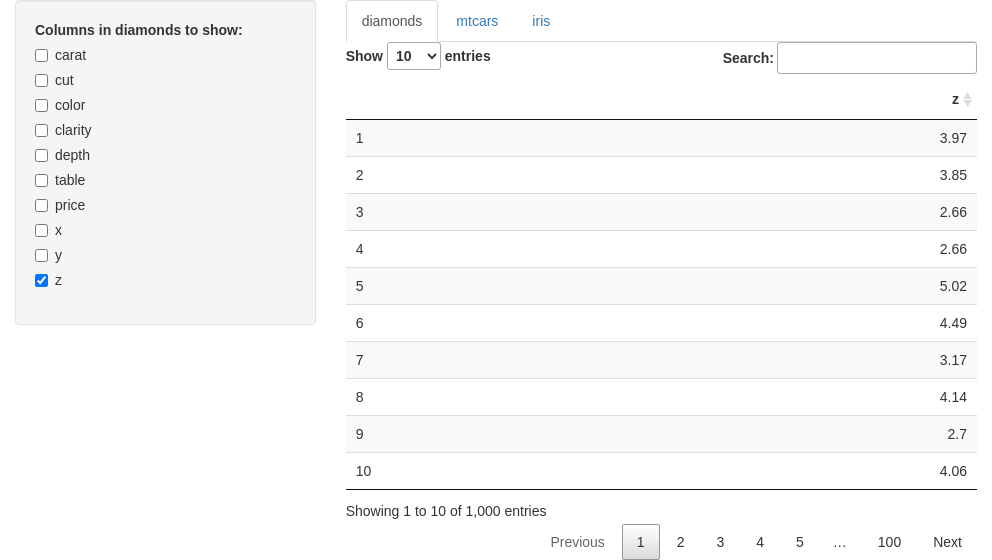 Columns in diamonds to show:
carat
cut
color
clarity
depth
table
price
x
y
z
diamonds mtcars iris
Show 10 entries Search:
z
1 3.97
2 3.85
3 2.66
4 2.66
5 5.02
6 4.49
7 3.17
8 4.14
9 2.7
10 4.06
Showing 1 to 10 of 1,000 entries
Previous 1 2 3 4 5 … 100 Next